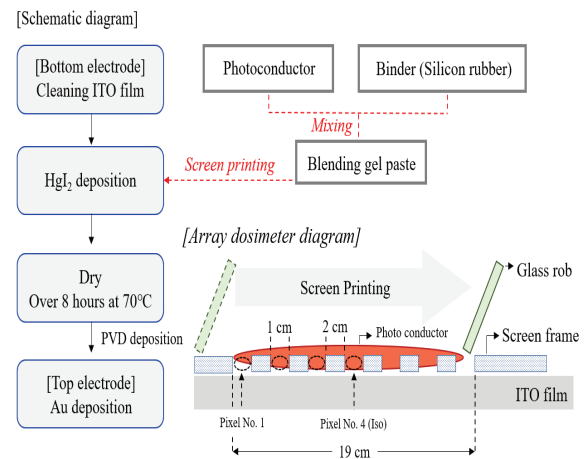 [Schematic diagram]
[Bottom electrode]
Cleaning ITO film
Photoconductor
Binder (Silicon rubber)
Mixing
Screen printing
Blending gel paste
HgI₂ deposition
[Array dosimeter diagram]
Dry
Over 8 hours at 70℃
Glass rob
Screen Printing
PVD deposition
1 cm
2 cm
Photo conductor
Screen frame
[Top electrode]
Au deposition
ITO film
Pixel No. 1
Pixel No. 4 (Iso)
19 cm